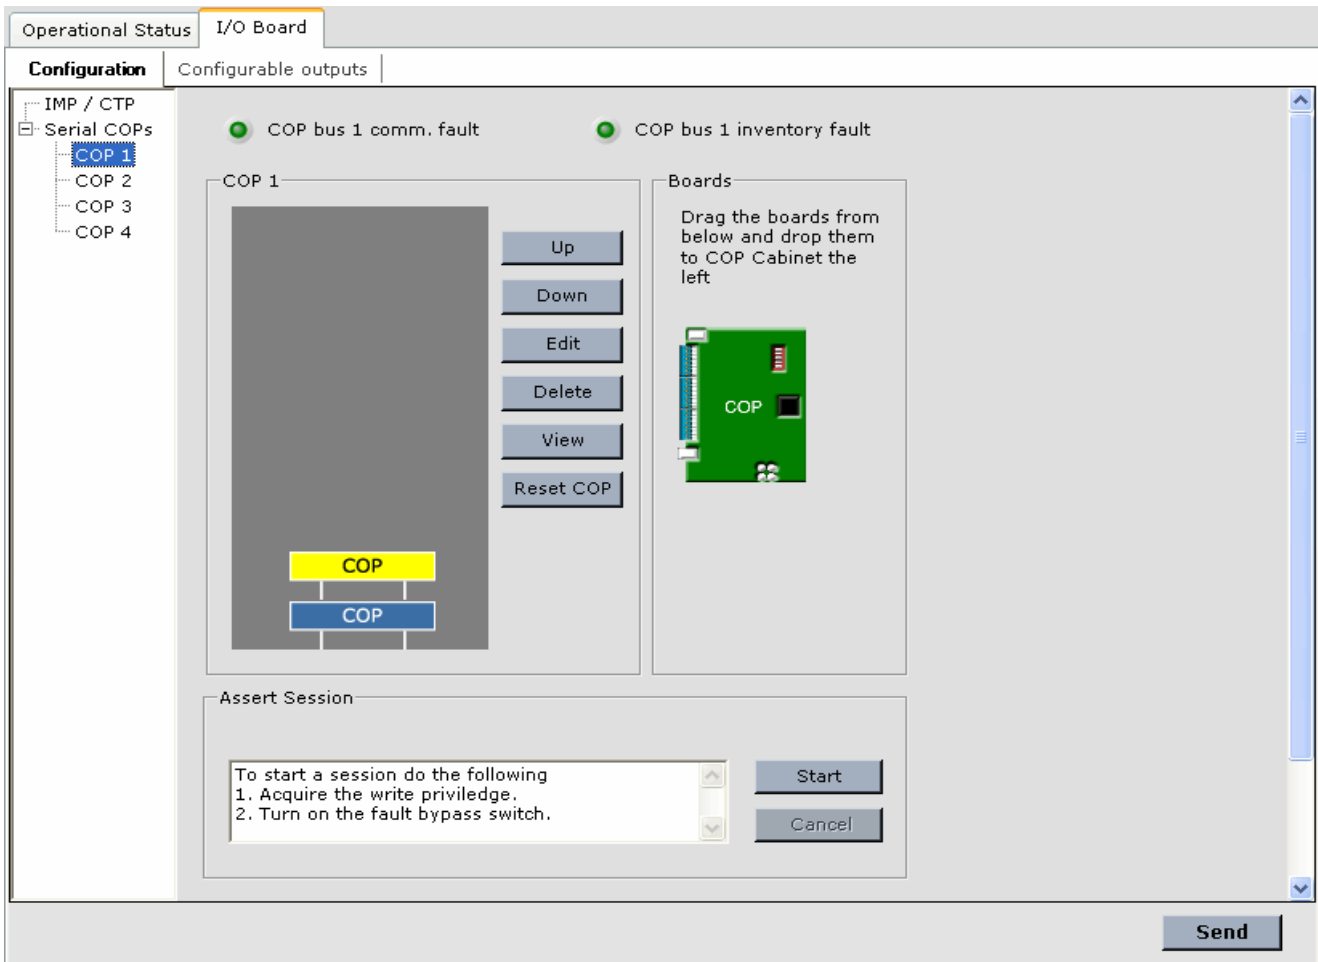 Operational Status
I/O Board
Configuration
Configurable outputs
IMP / CTP
Serial COPs
COP 1
COP 2
COP 3
COP 4
COP bus 1 comm. fault
COP bus 1 inventory fault
COP 1
Up
Down
Edit
Delete
View
Reset COP
COP
COP
Boards
Drag the boards from
below and drop them
to COP Cabinet the
left
COP
Assert Session
To start a session do the following
1. Acquire the write priviledge.
2. Turn on the fault bypass switch.
Start
Cancel
Send